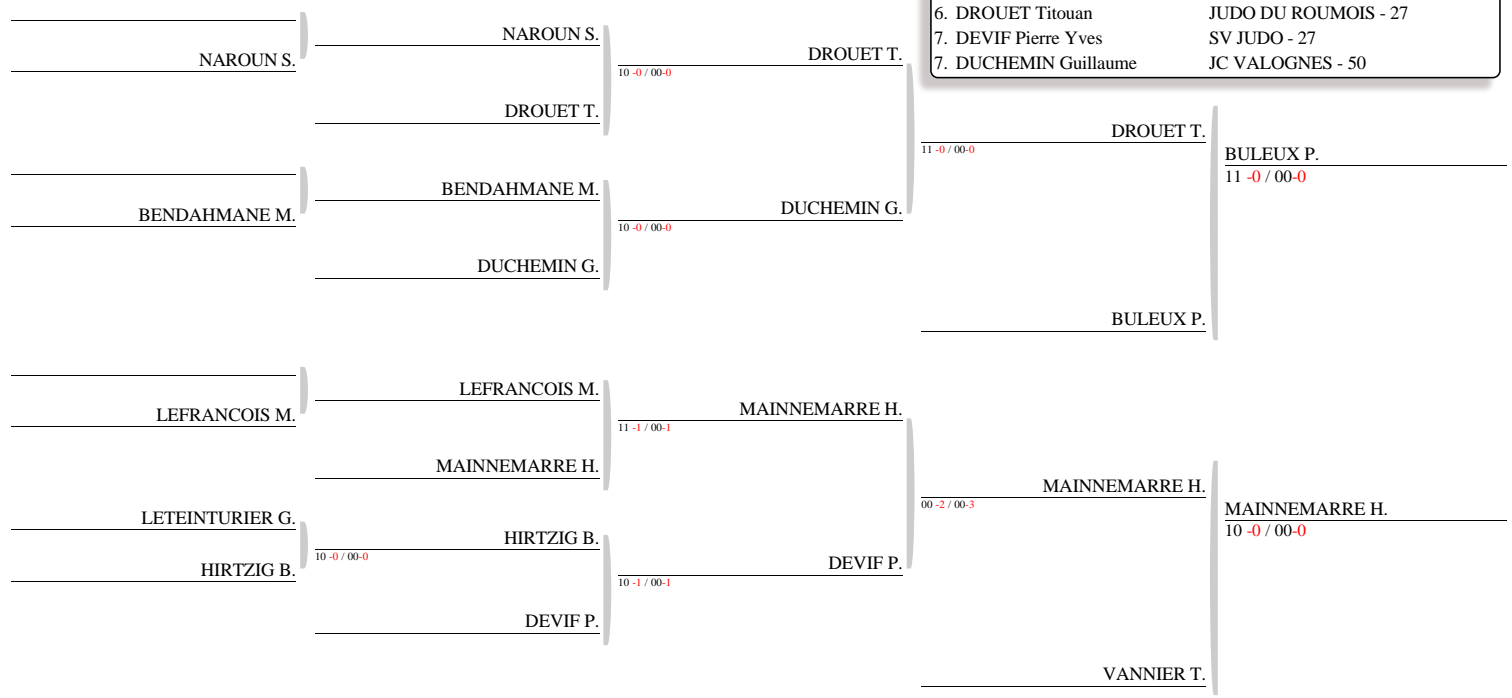 6. DROUET Titouan JUDO DU ROUMOIS - 27
7. DEVIF Pierre Yves SV JUDO - 27
7. DUCHEMIN Guillaume JC VALOGNES - 50
NAROUN S.
BENDAHMANE M.
LEFRANCOIS M.
LETEINTURIER G.
HIRTZIG B.
NAROUN S.
DROUET T.
BENDAHMANE M.
DUCHEMIN G.
LEFRANCOIS M.
MAINNEMARRE H.
HIRTZIG B.
10 -0 / 00-0
DEVIF P.
DROUET T.
10 -0 / 00-0
DUCHEMIN G.
10 -0 / 00-0
MAINNEMARRE H.
11 -1 / 00-1
DEVIF P.
10 -1 / 00-1
DROUET T.
11 -0 / 00-0
BULEUX P.
MAINNEMARRE H.
00 -2 / 00-3
VANNIER T.
BULEUX P.
11 -0 / 00-0
MAINNEMARRE H.
10 -0 / 00-0